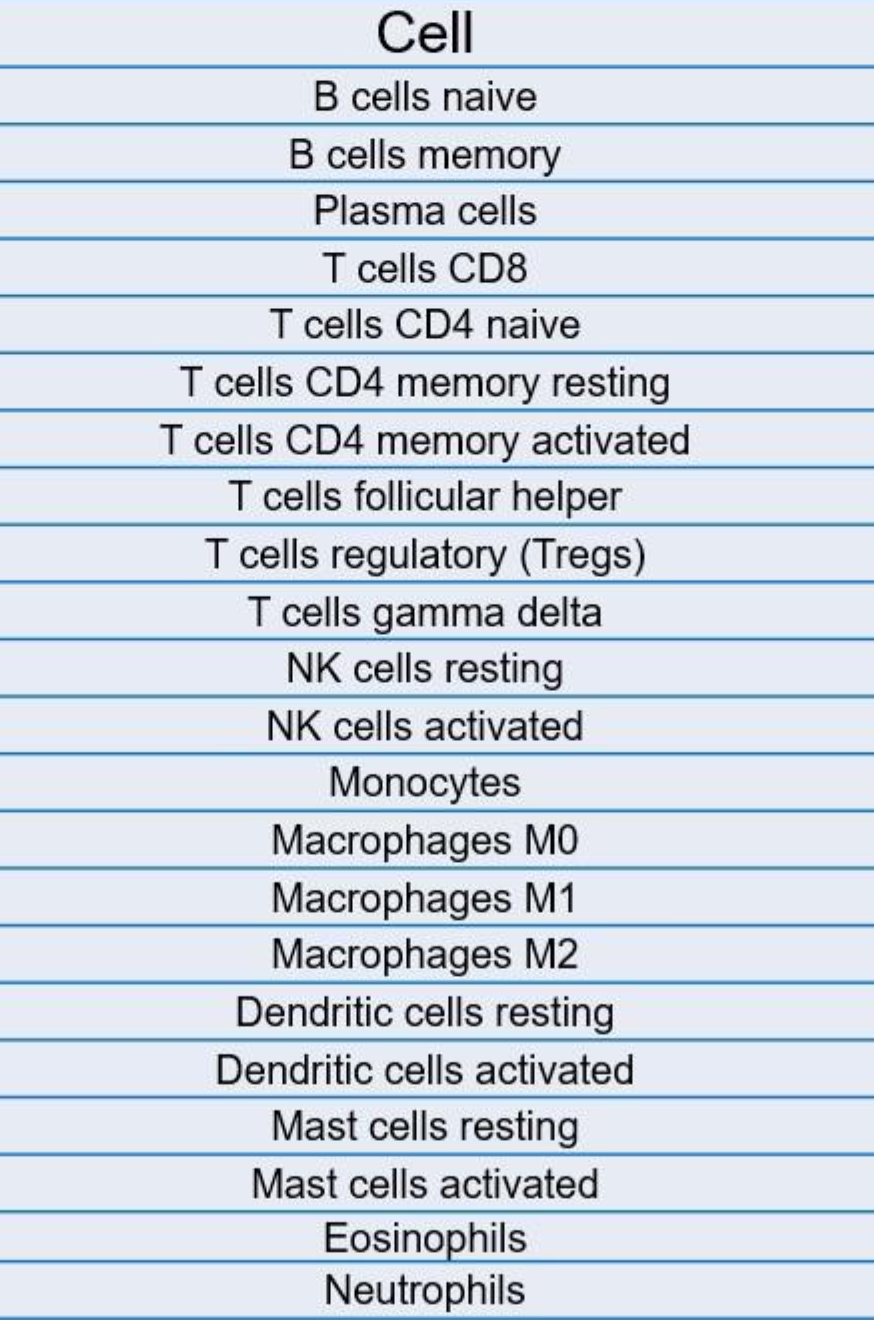 Cell
B cells naive
B cells memory
Plasma cells
T cells CD8
T cells CD4 naive
T cells CD4 memory resting
T cells CD4 memory activated
T cells follicular helper
T cells regulatory (Tregs)
T cells gamma delta
NK cells resting
NK cells activated
Monocytes
Macrophages M0
Macrophages M1
Macrophages M2
Dendritic cells resting
Dendritic cells activated
Mast cells resting
Mast cells activated
Eosinophils
Neutrophils